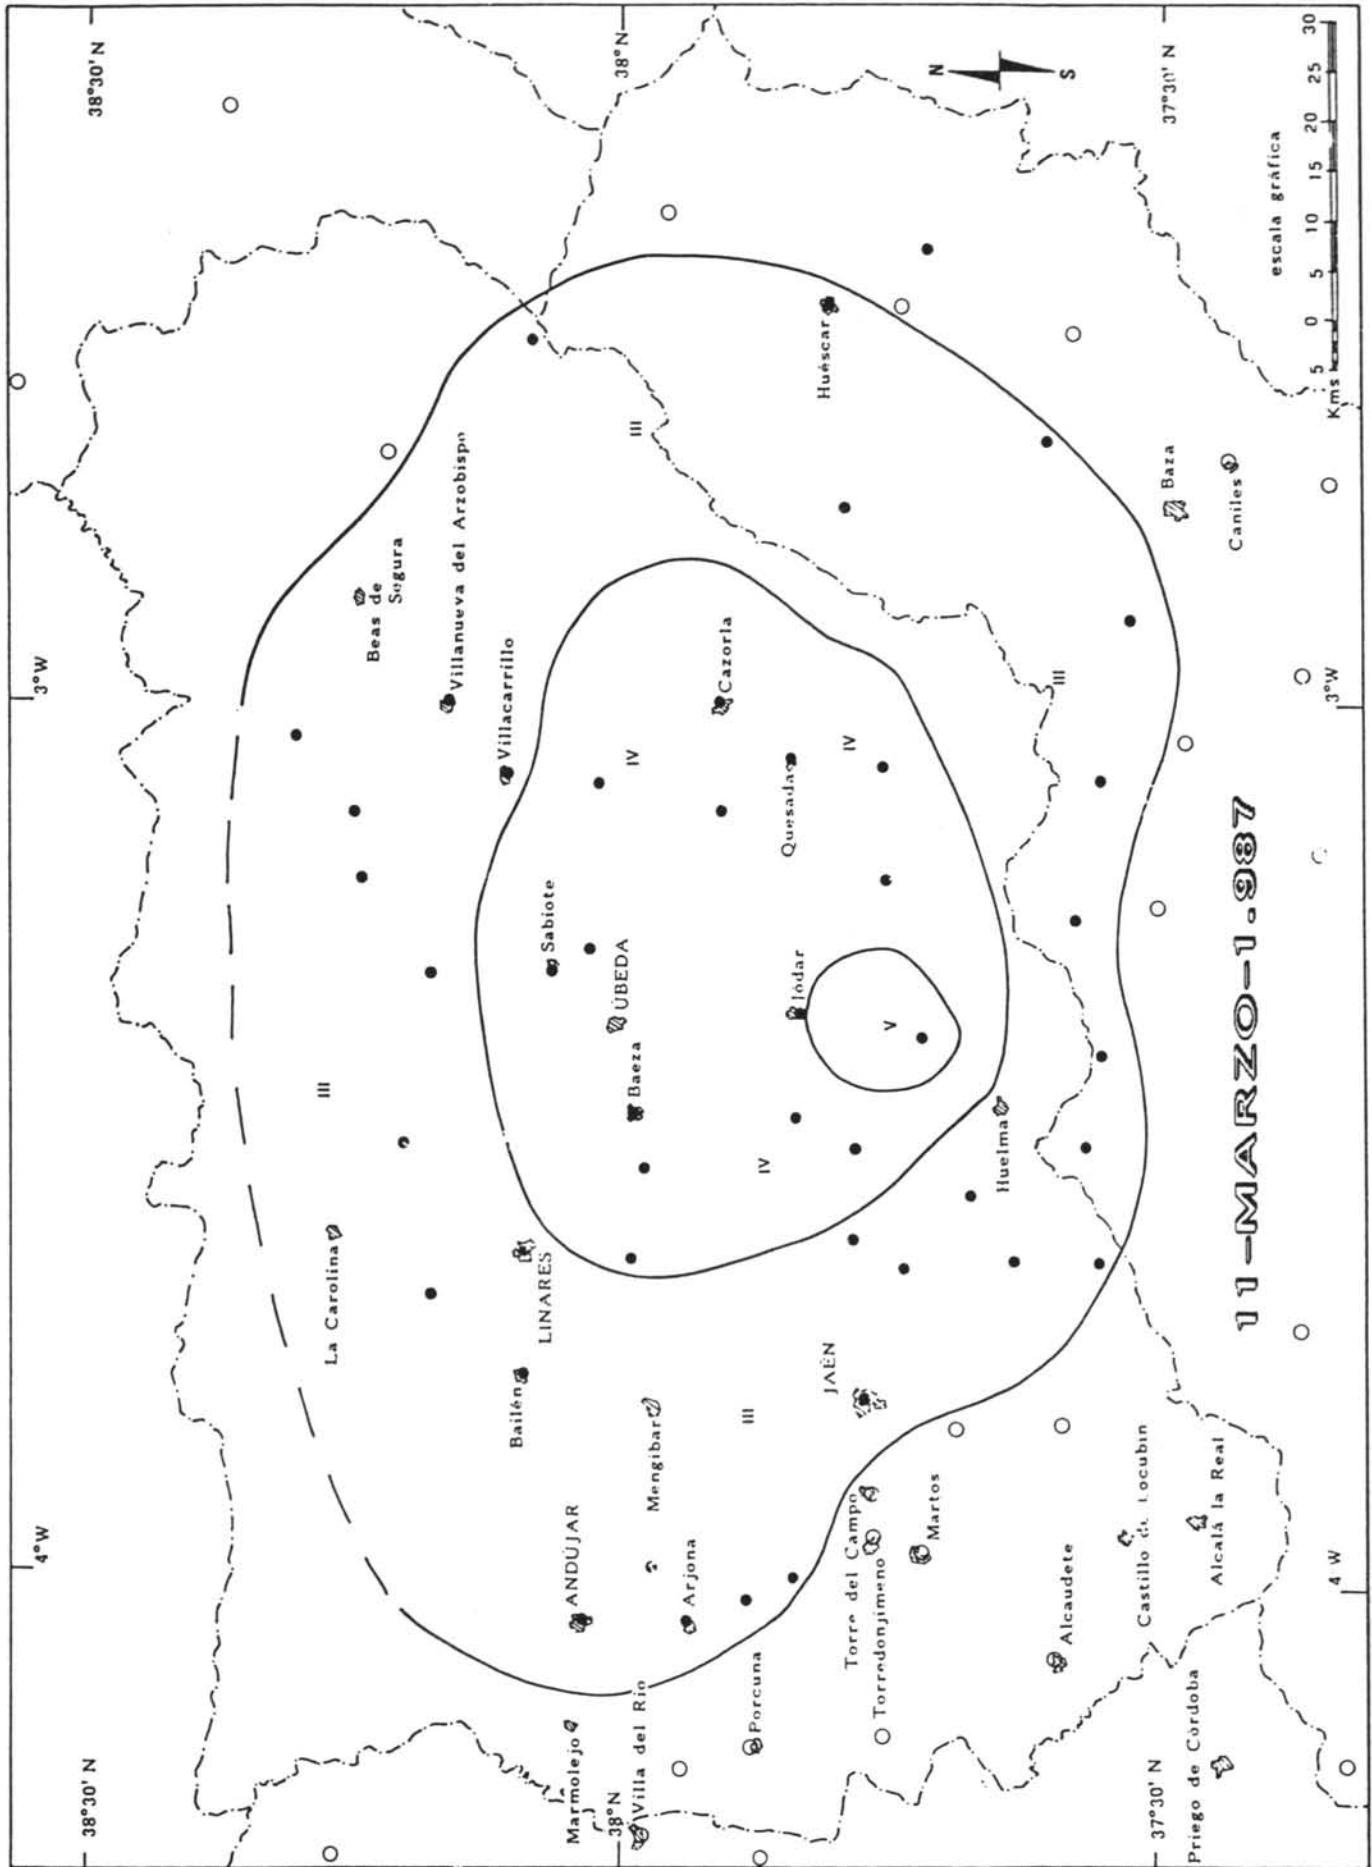 4°W
3°W
38°30' N
38°30' N
La Carolina
III
Beas de
Segura
Villanueva del Arzobispo
Bailén
LINARES
Villacarrillo
Marmolejo
ANDÚJAR
Sabiote
38°N
38°N
Villa del Rio
Mengibar
Baeza
ÚBEDA
IV
III
Arjona
Cazorla
Porcuna
III
IV
Quesada
Jódar
IV
Huéscar
JAÉN
Torre del Campo
Torredonjimeno
Martos
V
N
S
Huelma
III
Alcaudete
Castillo de Locubin
37°30' N
37°30' N
Baza
Priego de Córdoba
Alcalá la Real
Caniles
11-MARZO-1.987
escala gráfica
4 W
3°W
Kms
5 0 5 10 15 20 25 30